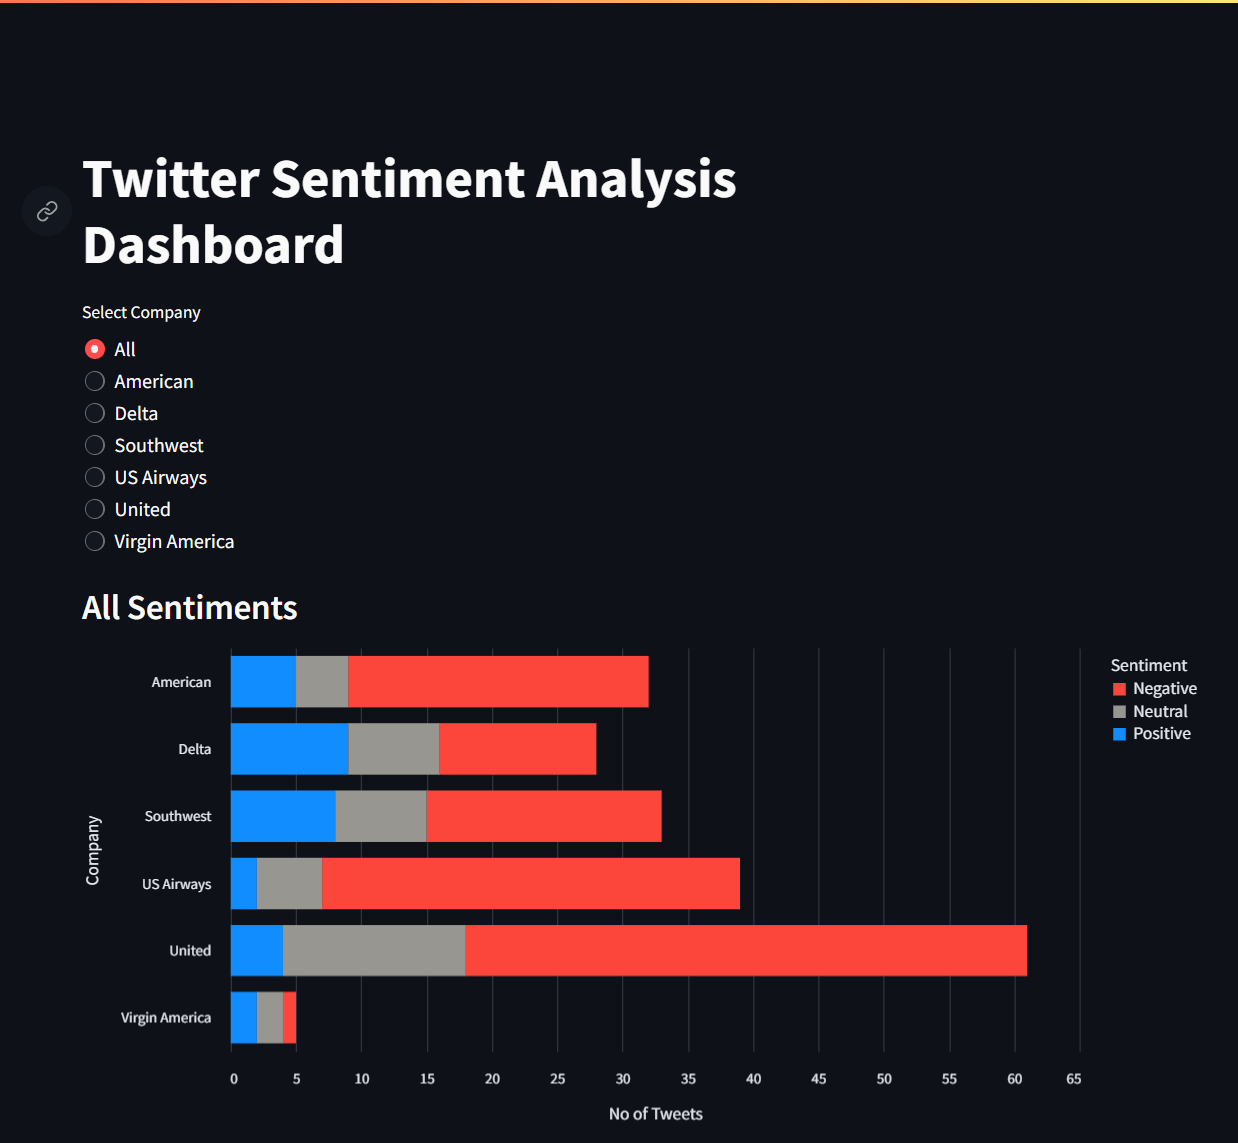 Twitter Sentiment Analysis
Dashboard
Select Company
All
American
Delta
Southwest
US Airways
United
Virgin America
All Sentiments
Sentiment
Negative
Neutral
Positive
Company
American
Delta
Southwest
US Airways
United
Virgin America
0 5 10 15 20 25 30 35 40 45 50 55 60 65
No of Tweets